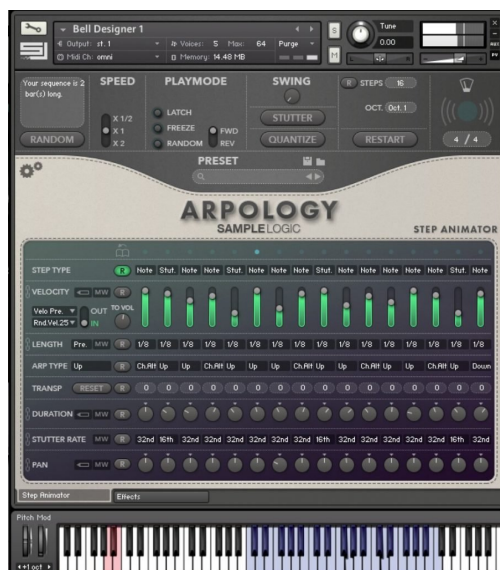 Bell Designer 1
Output: st. 1 Voices: 5 Max: 64 Purge
Midi Ch: omni Memory: 14.48 MB
S
M
Tune
0.00
AUX
PV
Your sequence is 2 bar(s) long.
RANDOM
SPEED
X 1/2
X 1
X 2
PLAYMODE
LATCH
FREEZE
RANDOM
FWD
REV
SWING
STUTTER
QUANTIZE
R STEPS 16
OCT. Oct. 1
RESTART
4 / 4
PRESET
ARPOLOGY
SAMPLELOGIC
STEP ANIMATOR
STEP TYPE R Note Stut. Note Note Stut. Note Note Stut. Note Note Note Note Note Note Stut. Note
VELOCITY MW R
Velo Pre. OUT TO VOL
Rnd.Vel.25 IN
LENGTH Pre. MW R 1/8 1/8 1/8 1/8 1/8 1/8 1/8 1/8 1/8 1/8 1/8 1/8 1/8 1/8 1/8 1/8
ARP TYPE Up R Ch.Alt Up Up Ch.Alt Up Up Up Ch.Alt Up Up Ch.Alt Up Up Ch.Alt Up Down
TRANSP RESET R 0 0 0 0 0 0 0 0 0 0 0 0 0 0 0 0
DURATION MW R
STUTTER RATE MW R 32nd 16th 32nd 32nd 32nd 32nd 32nd 32nd 16th 32nd 32nd 32nd 32nd 32nd 16th 32nd
PAN MW R
Step Animator Effects
Pitch Mod
+1 oct